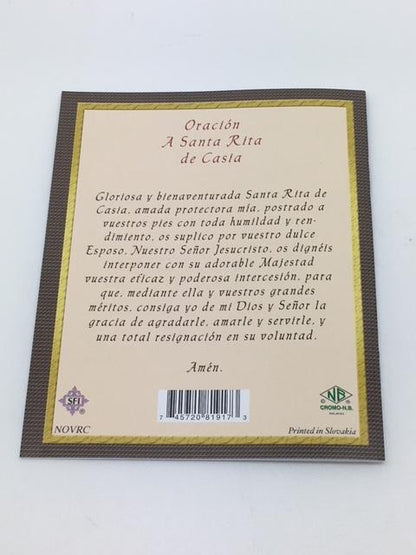 Oración
A Santa Rita
de Casia
Gloriosa y bienaventurada Santa Rita de
Casia, amada protectora mía, postrado a
vuestros pies con toda humildad y ren-
dimiento, os suplico por vuestro dulce
Esposo, Nuestro Señor Jesucristo, os dignéis
interponer con su adorable Majestad
vuestra eficaz y poderosa intercesión, para
que, mediante ella y vuestros grandes
méritos, consiga yo de mi Dios y Señor la
gracia de agradarle, amarle y servirle, y
una total resignación en su voluntad.
Amén.
SFI ®
NB ®
CROMO-N.B.
7 45720 81917 3
NOVRC
Printed in Slovakia